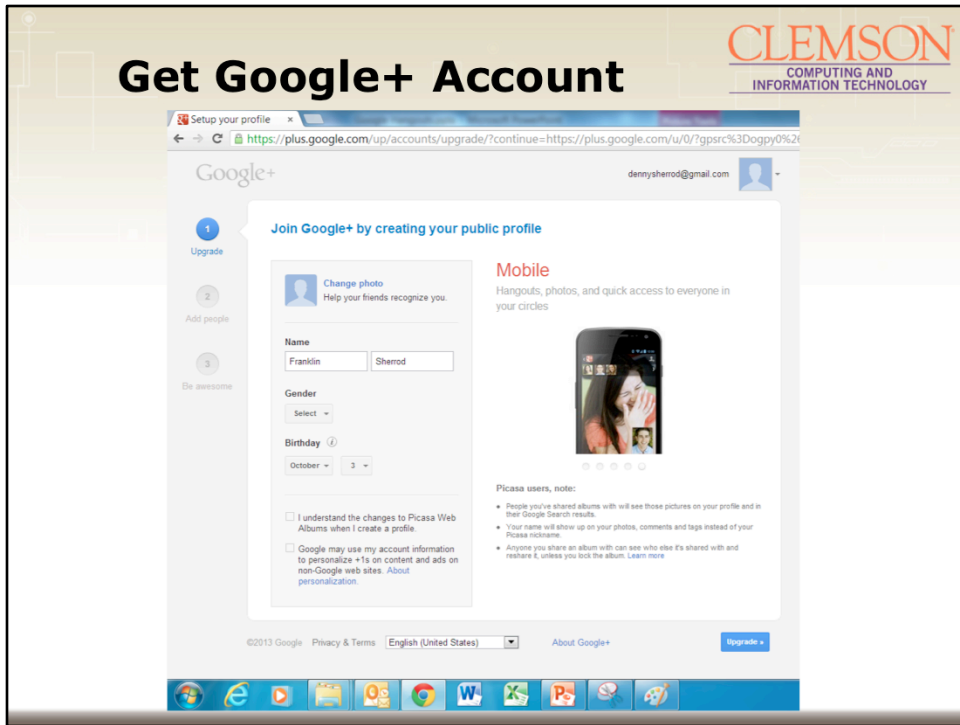 Get Google+ Account
CLEMSON
COMPUTING AND
INFORMATION TECHNOLOGY
Setup your profile
https://plus.google.com/up/accounts/upgrade/?continue=https://plus.google.com/u/0/?gpsrc%3Dogpy0%26
Google+
dennysherrod@gmail.com
1
Upgrade
2
Add people
3
Be awesome
Join Google+ by creating your public profile
Change photo
Help your friends recognize you.
Name
Franklin Sherrod
Gender
Select
Birthday
October 3
I understand the changes to Picasa Web
Albums when I create a profile.
Google may use my account information
to personalize +1s on content and ads on
non-Google web sites. About
personalization.
Mobile
Hangouts, photos, and quick access to everyone in
your circles
Picasa users, note:
People you've shared albums with will see those pictures on your profile and in
their Google Search results.
Your name will show up on your photos, comments and tags instead of your
Picasa nickname.
Anyone you share an album with can see who else it's shared with and
reshare it, unless you lock the album. Learn more
©2013 Google Privacy & Terms English (United States) About Google+ Upgrade »